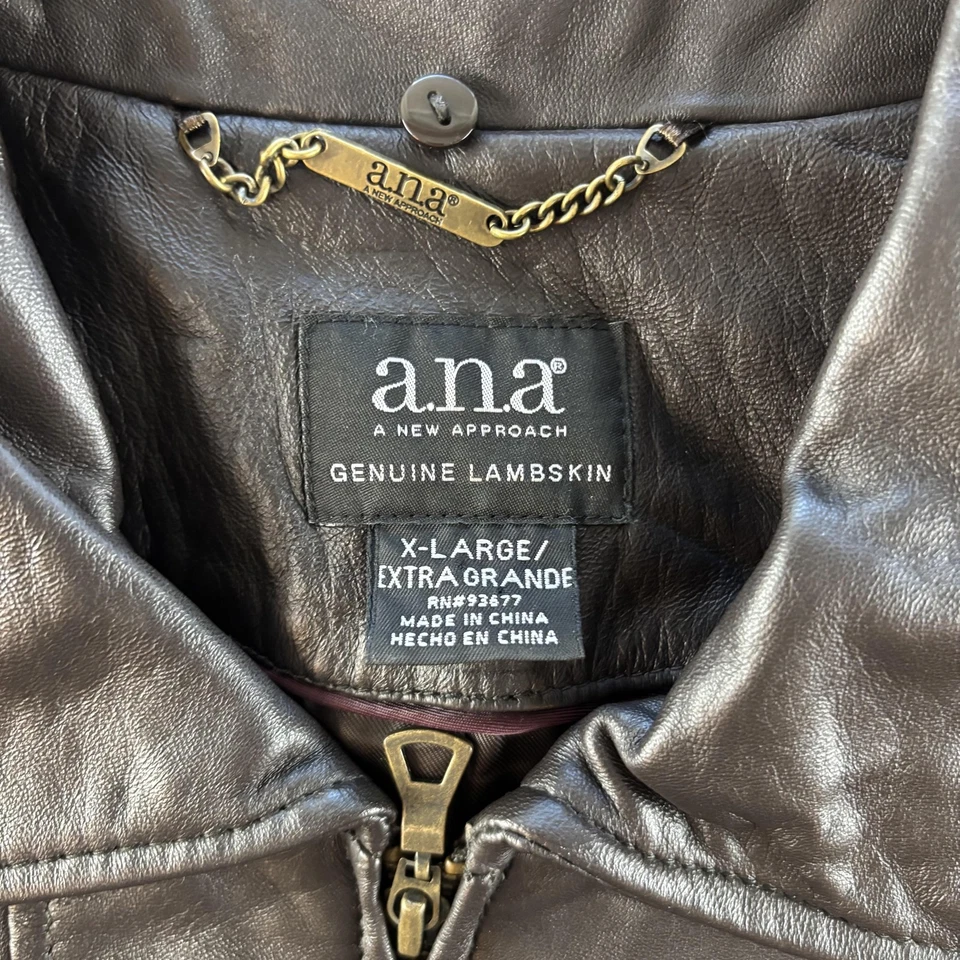 a.n.a®
A NEW APPROACH
a.n.a®
A NEW APPROACH
GENUINE LAMBSKIN
X-LARGE/
EXTRA GRANDE
RN#93677
MADE IN CHINA
HECHO EN CHINA